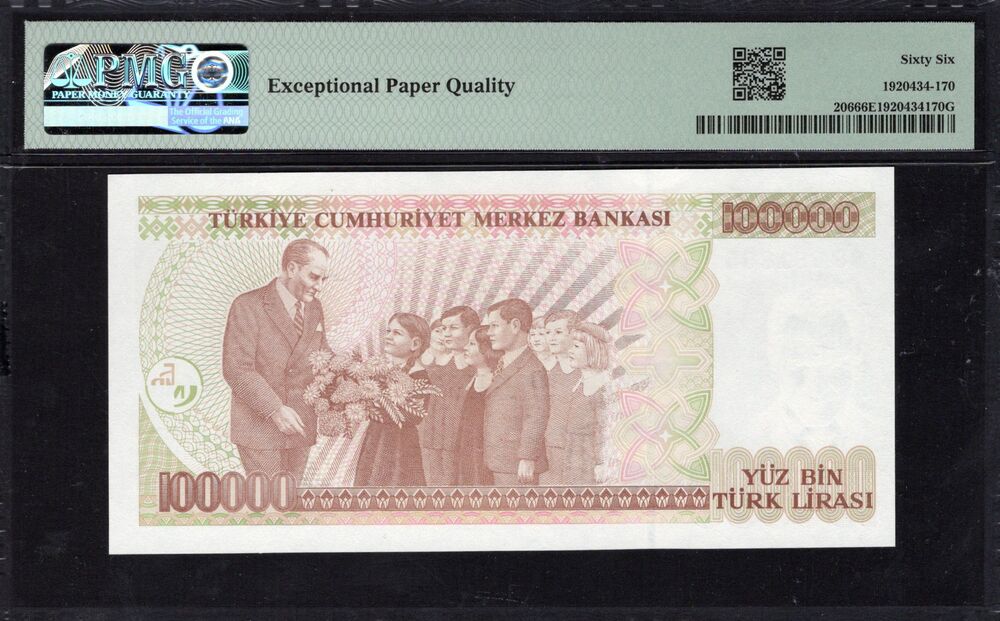 PMG
PAPER MONEY GUARANTY
The Official Grading
Service of the ANA
Exceptional Paper Quality
Sixty Six
1920434-170
20666E1920434170G
TÜRKİYE CUMHURİYET MERKEZ BANKASI
100000
100000
100000
YÜZ BİN
TÜRK LİRASI